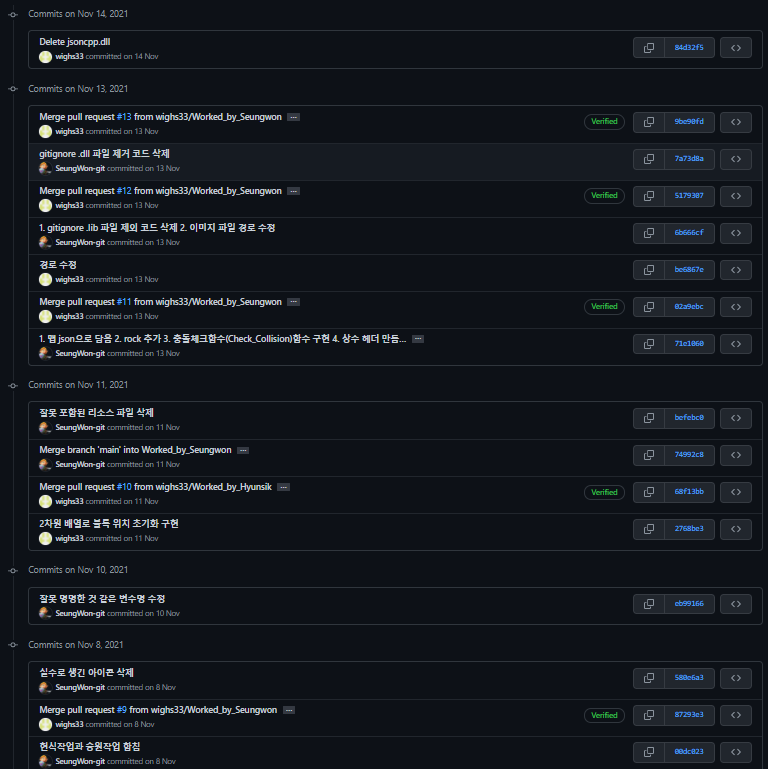 Commits on Nov 14, 2021
Delete jsoncpp.dll
wighs33 committed on 14 Nov
84d32f5
Commits on Nov 13, 2021
Merge pull request #13 from wighs33/Worked_by_Seungwon ...
wighs33 committed on 13 Nov
Verified
9be90fd
gitignore .dll 파일 제거 코드 삭제
SeungWon-git committed on 13 Nov
7a73d8a
Merge pull request #12 from wighs33/Worked_by_Seungwon ...
wighs33 committed on 13 Nov
Verified
5179307
1. gitignore .lib 파일 제외 코드 삭제 2. 이미지 파일 경로 수정
SeungWon-git committed on 13 Nov
6b666cf
경로 수정
wighs33 committed on 13 Nov
be6867e
Merge pull request #11 from wighs33/Worked_by_Seungwon ...
wighs33 committed on 13 Nov
Verified
02a9ebc
1. 맵 json으로 담음 2. rock 추가 3. 충돌체크함수(Check_Collision)함수 구현 4. 상수 헤더 만듬... ...
SeungWon-git committed on 13 Nov
71e1060
Commits on Nov 11, 2021
잘못 포함된 리소스 파일 삭제
SeungWon-git committed on 11 Nov
befebc0
Merge branch 'main' into Worked_by_Seungwon ...
SeungWon-git committed on 11 Nov
74992c8
Merge pull request #10 from wighs33/Worked_by_Hyunsik ...
wighs33 committed on 11 Nov
Verified
68f13bb
2차원 배열로 블록 위치 초기화 구현
wighs33 committed on 11 Nov
2768be3
Commits on Nov 10, 2021
잘못 명명한 것 같은 변수명 수정
SeungWon-git committed on 10 Nov
eb99166
Commits on Nov 8, 2021
실수로 생긴 아이콘 삭제
SeungWon-git committed on 8 Nov
580e6a3
Merge pull request #9 from wighs33/Worked_by_Seungwon ...
wighs33 committed on 8 Nov
Verified
87293e3
현식작업과 승원작업 합침
SeungWon-git committed on 8 Nov
00dc023